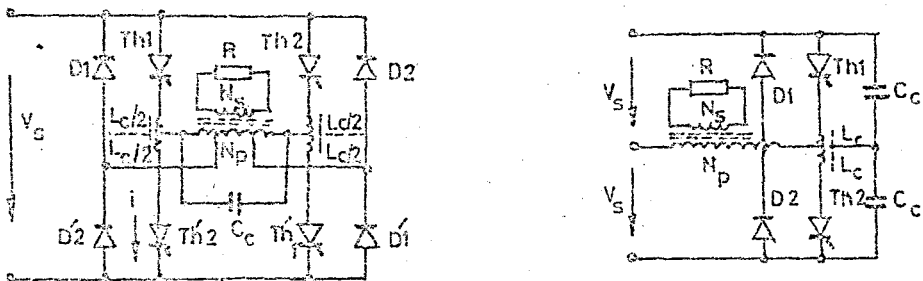 Th1
Th2
D1
D2
R
Ns
Vs
Lc/2
Lc/2
Lc/2
Lc/2
Np
i
Cc
D'2
Th'2
Th'1
D'1
R
D1
Th1
Cc
Vs
Ns
Lc
Lc
Np
Vs
D2
Th2
Cc